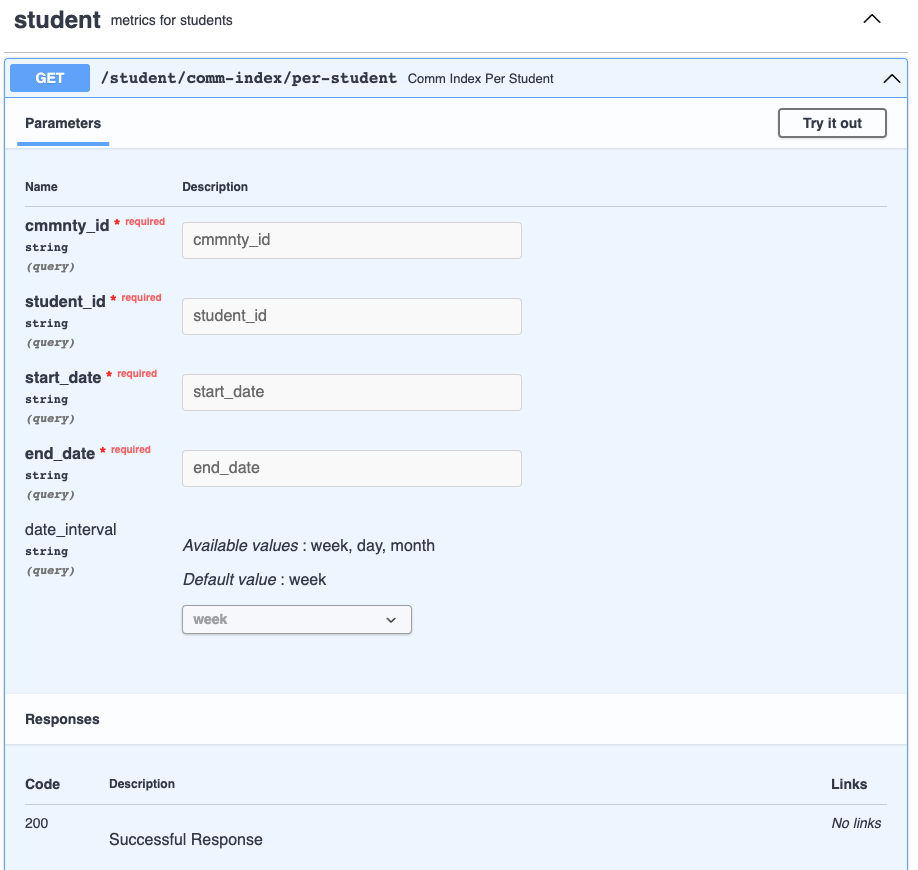 student metrics for students
GET /student/comm-index/per-student Comm Index Per Student
Parameters Try it out
Name Description
cmmnty_id * required cmmnty_id
string
(query)
student_id * required student_id
string
(query)
start_date * required start_date
string
(query)
end_date * required end_date
string
(query)
date_interval
string
(query)
Available values : week, day, month
Default value : week
week
Responses
Code Description Links
200 Successful Response No links